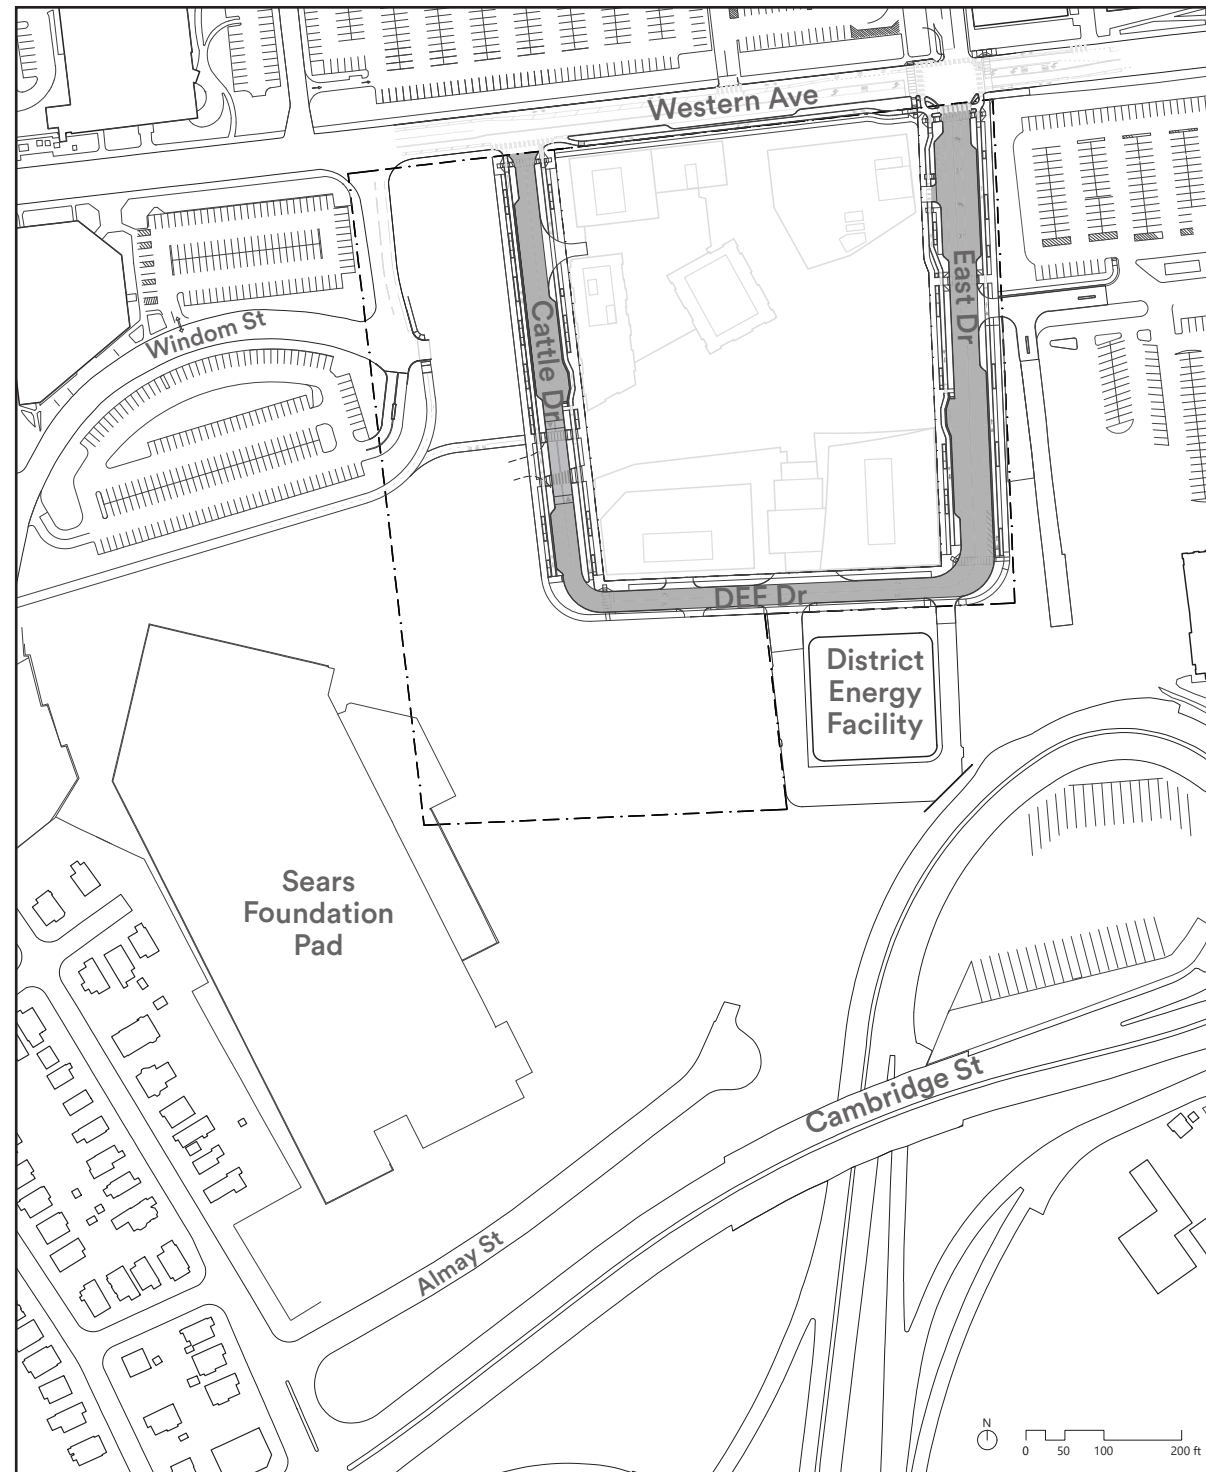 Western Ave
East Dr
Cattle Dr
Windom St
DEF Dr
District
Energy
Facility
Sears
Foundation
Pad
Cambridge St
Almay St
N
0 50 100 200 ft